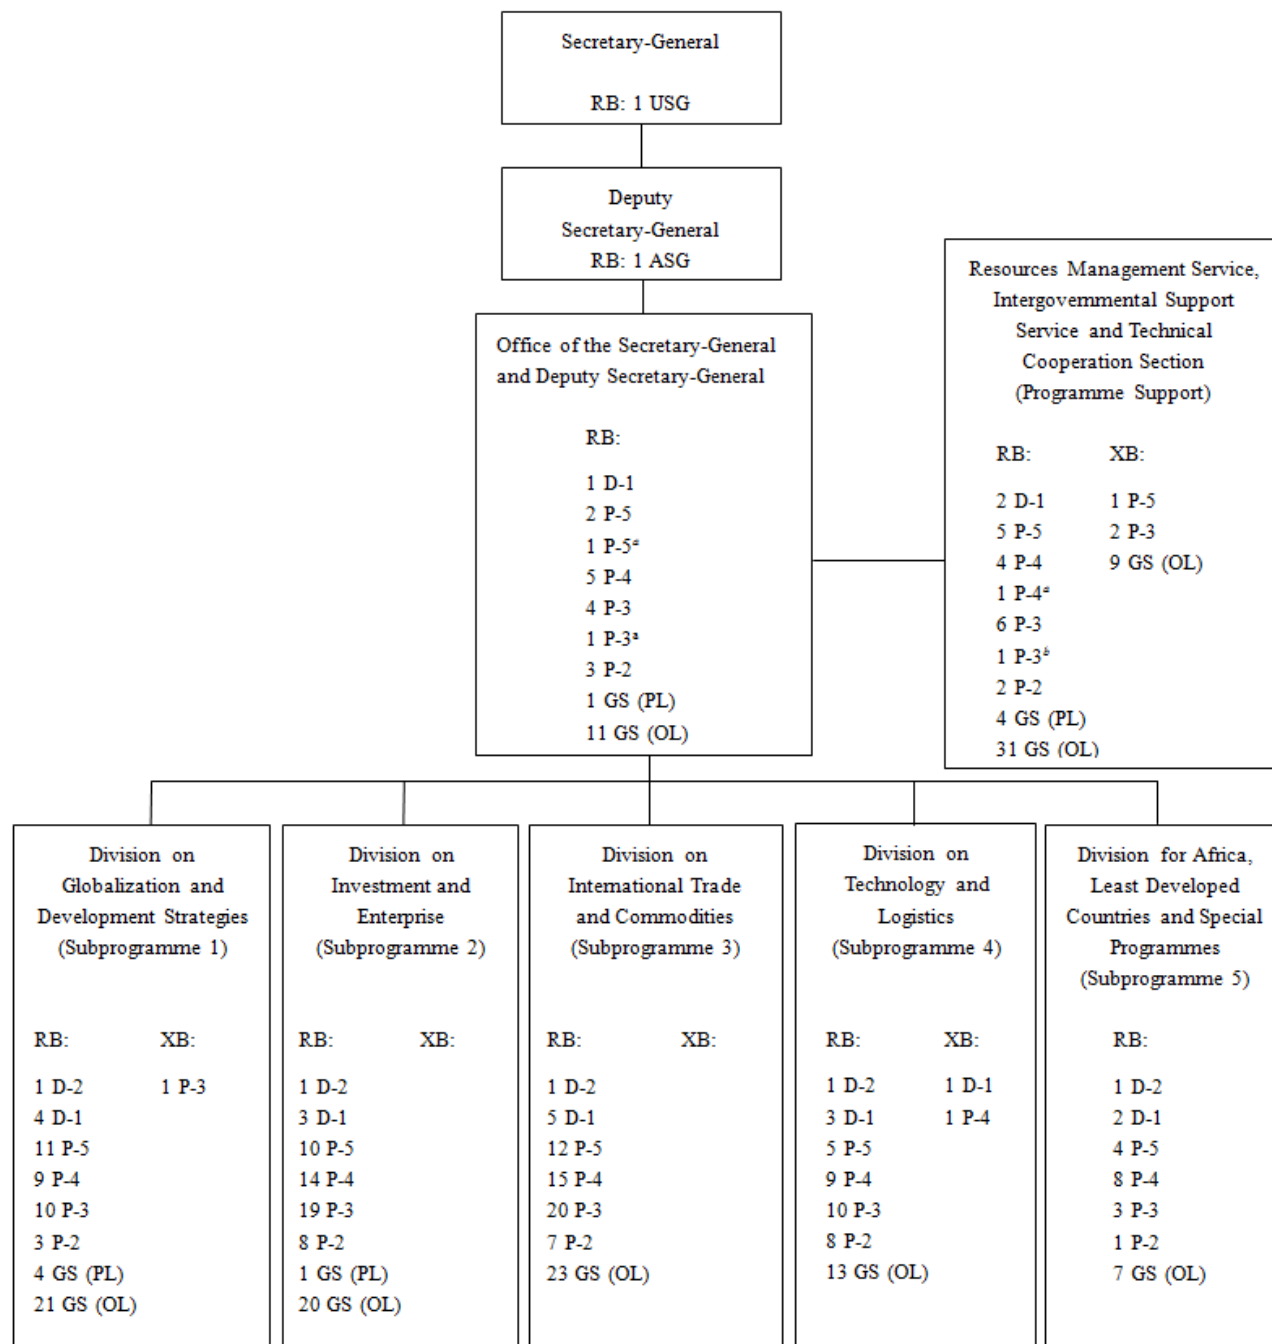 Secretary-General
RB: 1 USG
Deputy
Secretary-General
RB: 1 ASG
Office of the Secretary-General
and Deputy Secretary-General
RB:
1 D-1
2 P-5
1 P-5ᵃ
5 P-4
4 P-3
1 P-3ᵃ
3 P-2
1 GS (PL)
11 GS (OL)
Resources Management Service,
Intergovernmental Support
Service and Technical
Cooperation Section
(Programme Support)
RB: XB:
2 D-1 1 P-5
5 P-5 2 P-3
4 P-4 9 GS (OL)
1 P-4ᵃ
6 P-3
1 P-3ᵇ
2 P-2
4 GS (PL)
31 GS (OL)
Division on
Globalization and
Development Strategies
(Subprogramme 1)
RB: XB:
1 D-2 1 P-3
4 D-1
11 P-5
9 P-4
10 P-3
3 P-2
4 GS (PL)
21 GS (OL)
Division on
Investment and
Enterprise
(Subprogramme 2)
RB: XB:
1 D-2
3 D-1
10 P-5
14 P-4
19 P-3
8 P-2
1 GS (PL)
20 GS (OL)
Division on
International Trade
and Commodities
(Subprogramme 3)
RB: XB:
1 D-2
5 D-1
12 P-5
15 P-4
20 P-3
7 P-2
23 GS (OL)
Division on
Technology and
Logistics
(Subprogramme 4)
RB: XB:
1 D-2 1 D-1
3 D-1 1 P-4
5 P-5
9 P-4
10 P-3
8 P-2
13 GS (OL)
Division for Africa,
Least Developed
Countries and Special
Programmes
(Subprogramme 5)
RB:
1 D-2
2 D-1
4 P-5
8 P-4
3 P-3
1 P-2
7 GS (OL)